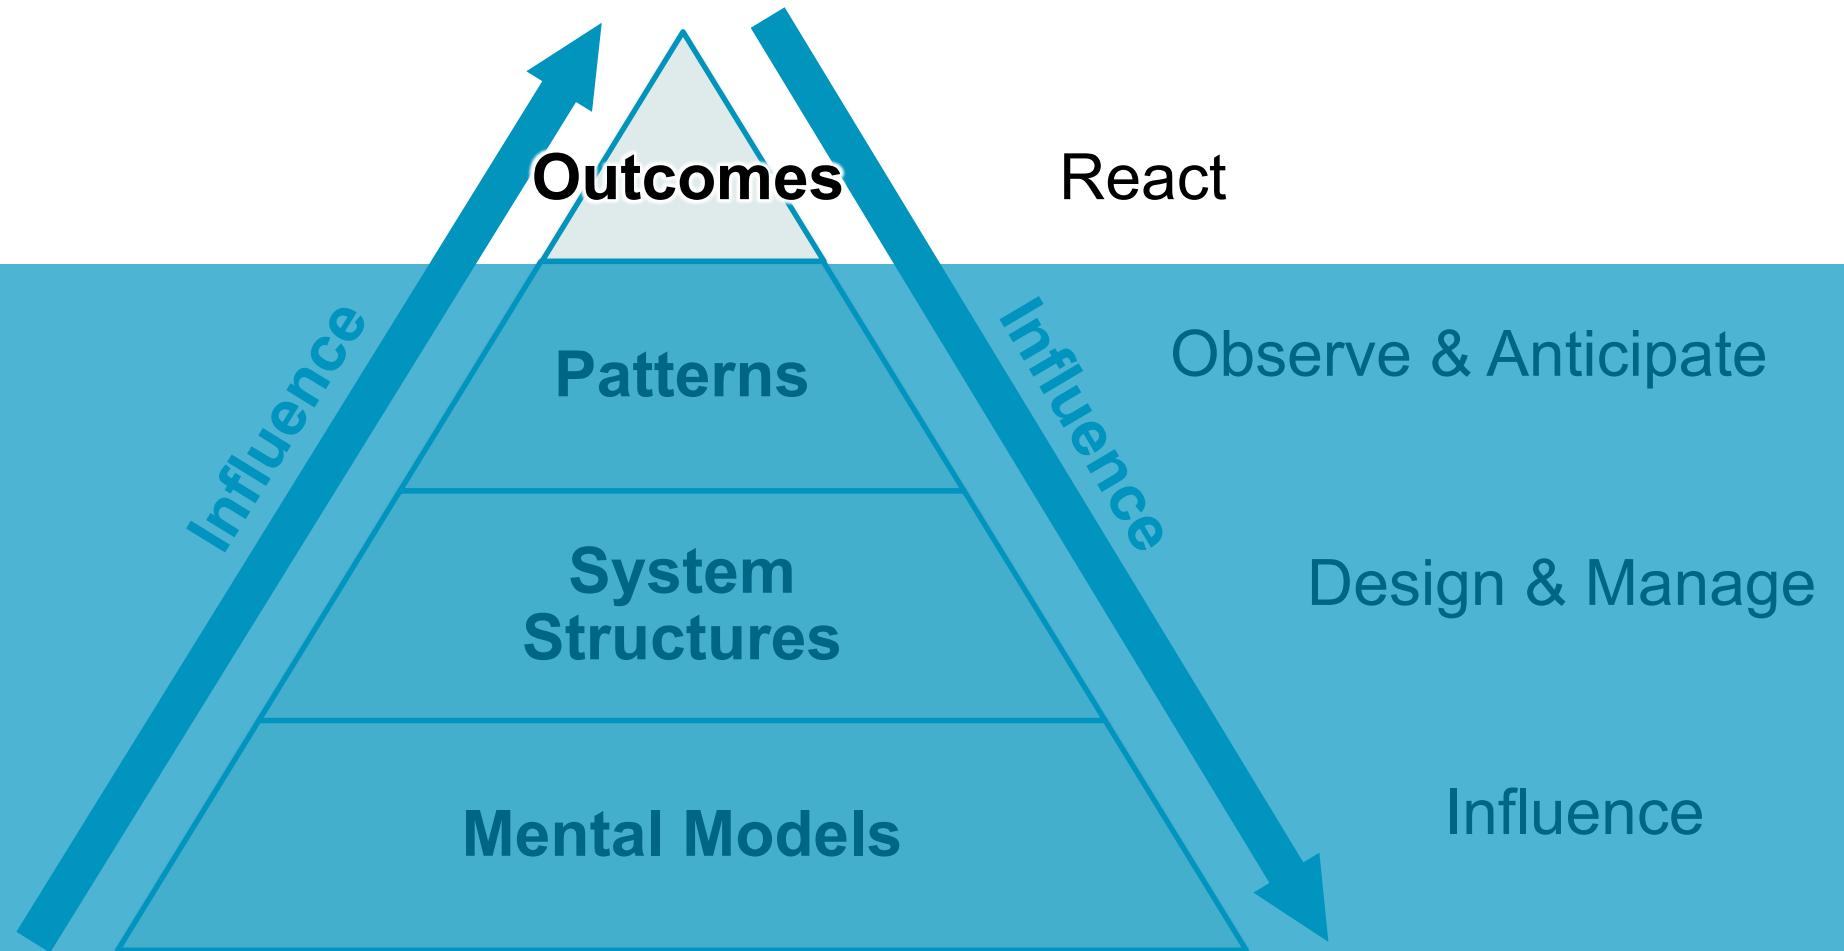 Outcomes
React
Influence
Patterns
Influence
Observe & Anticipate
System
Structures
Design & Manage
Mental Models
Influence